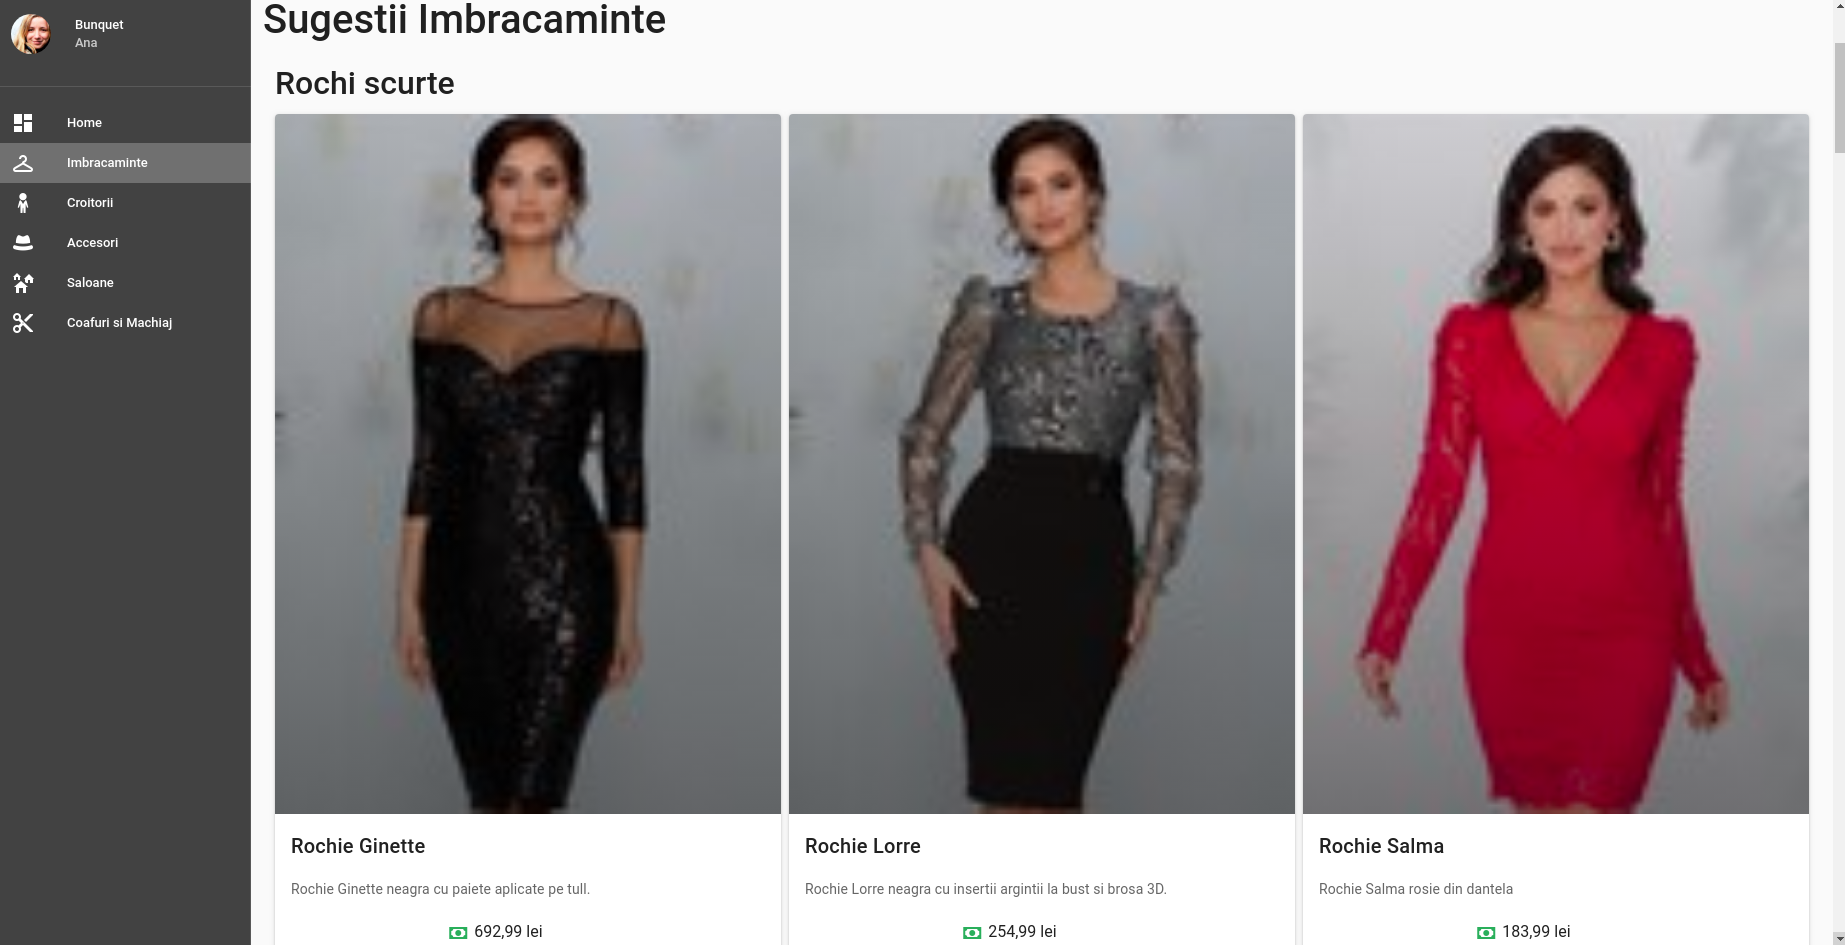 Bunquet
Ana
Home
Imbracaminte
Croitorii
Accesori
Saloane
Coafuri si Machiaj
Sugestii Imbracaminte
Rochi scurte
Rochie Ginette
Rochie Ginette neagra cu paiete aplicate pe tull.
692,99 lei
Rochie Lorre
Rochie Lorre neagra cu insertii argintii la bust si brosa 3D.
254,99 lei
Rochie Salma
Rochie Salma rosie din dantela
183,99 lei